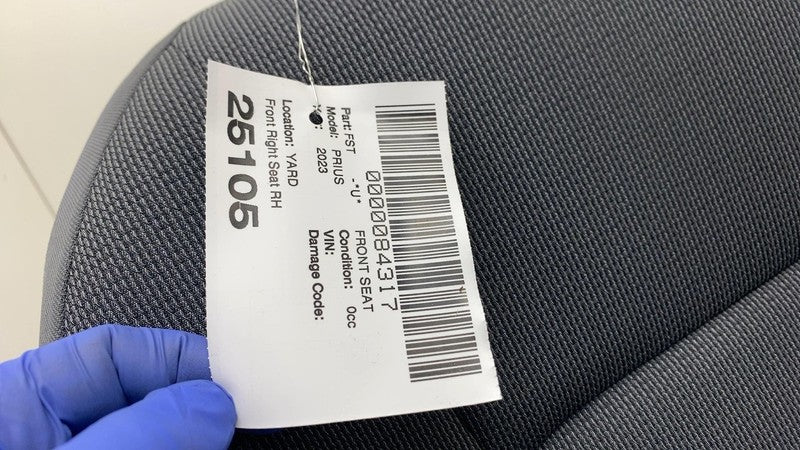 0000084317
Part: FST -*U* FRONT SEAT
Model: PRIUS Condition: 0cc
2023 VIN:
Damage Code:
Location: YARD
Front Right Seat RH
25105